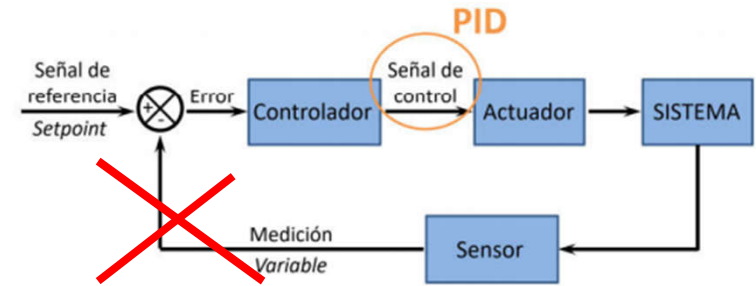 PID
Señal de
referencia
Setpoint
+
-
Error
Controlador
Señal de
control
Actuador
SISTEMA
Medición
Variable
Sensor